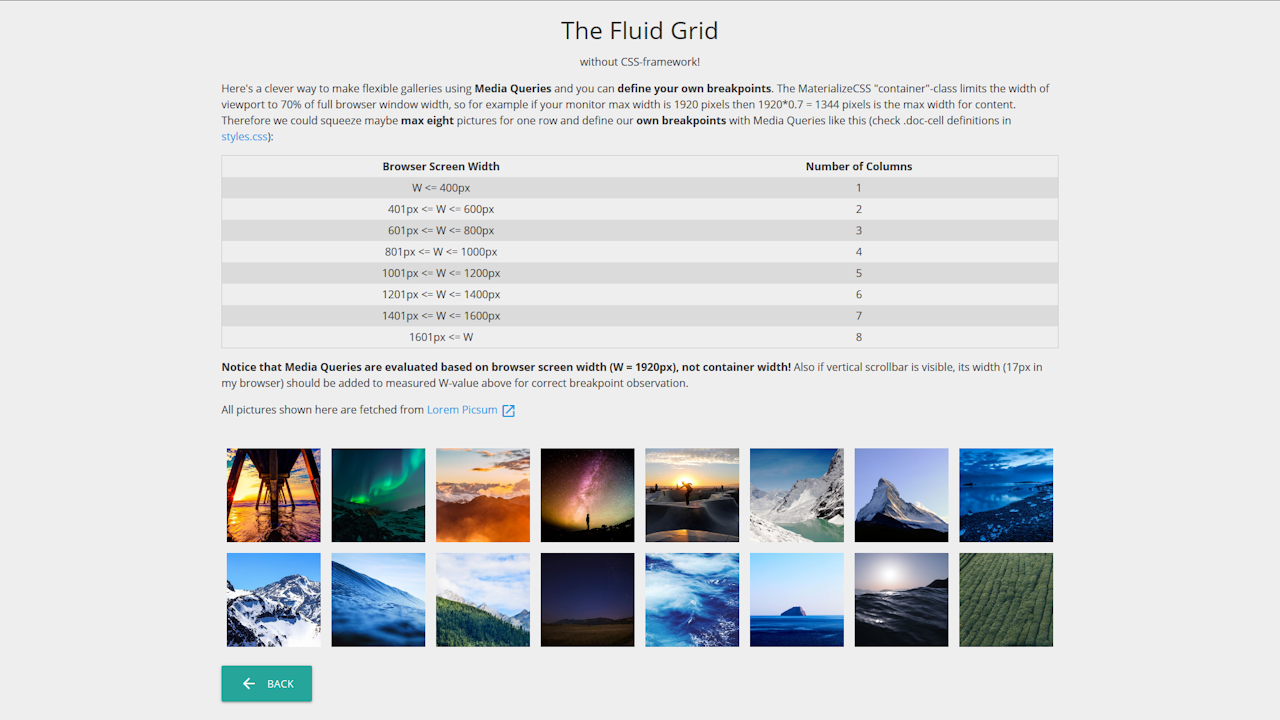 The Fluid Grid
without CSS-framework!
Here's a clever way to make flexible galleries using Media Queries and you can define your own breakpoints. The MaterializeCSS "container"-class limits the width of
viewport to 70% of full browser window width, so for example if your monitor max width is 1920 pixels then 1920*0.7 = 1344 pixels is the max width for content.
Therefore we could squeeze maybe max eight pictures for one row and define our own breakpoints with Media Queries like this (check .doc-cell definitions in
styles.css):
Browser Screen Width Number of Columns
W <= 400px 1
401px <= W <= 600px 2
601px <= W <= 800px 3
801px <= W <= 1000px 4
1001px <= W <= 1200px 5
1201px <= W <= 1400px 6
1401px <= W <= 1600px 7
1601px <= W 8
Notice that Media Queries are evaluated based on browser screen width (W = 1920px), not container width! Also if vertical scrollbar is visible, its width (17px in
my browser) should be added to measured W-value above for correct breakpoint observation.
All pictures shown here are fetched from Lorem Picsum
BACK